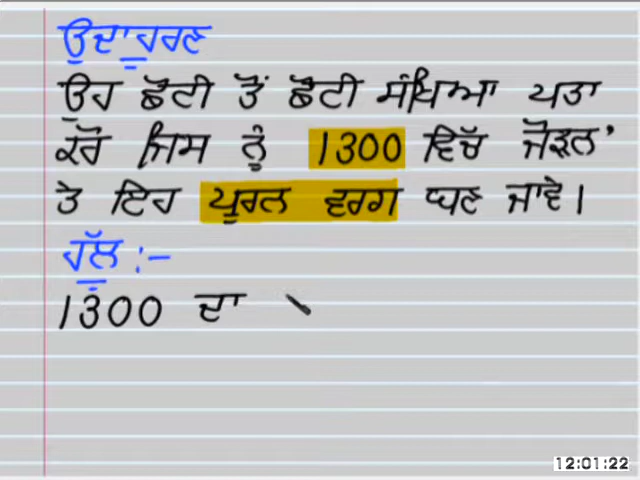 ਉਦਾਹਰਣ
ਉਹ ਛੋਟੀ ਤੋਂ ਛੋਟੀ ਸੰਖਿਆ ਪਤਾ
ਕਰੋ ਜਿਸ ਨੂੰ 1300 ਵਿੱਚ ਜੋੜਨ
ਤੇ ਇਹ ਪੂਰਨ ਵਰਗ ਬਣ ਜਾਵੇ।
ਹੱਲ :-
1300 ਦਾ
12:01:22